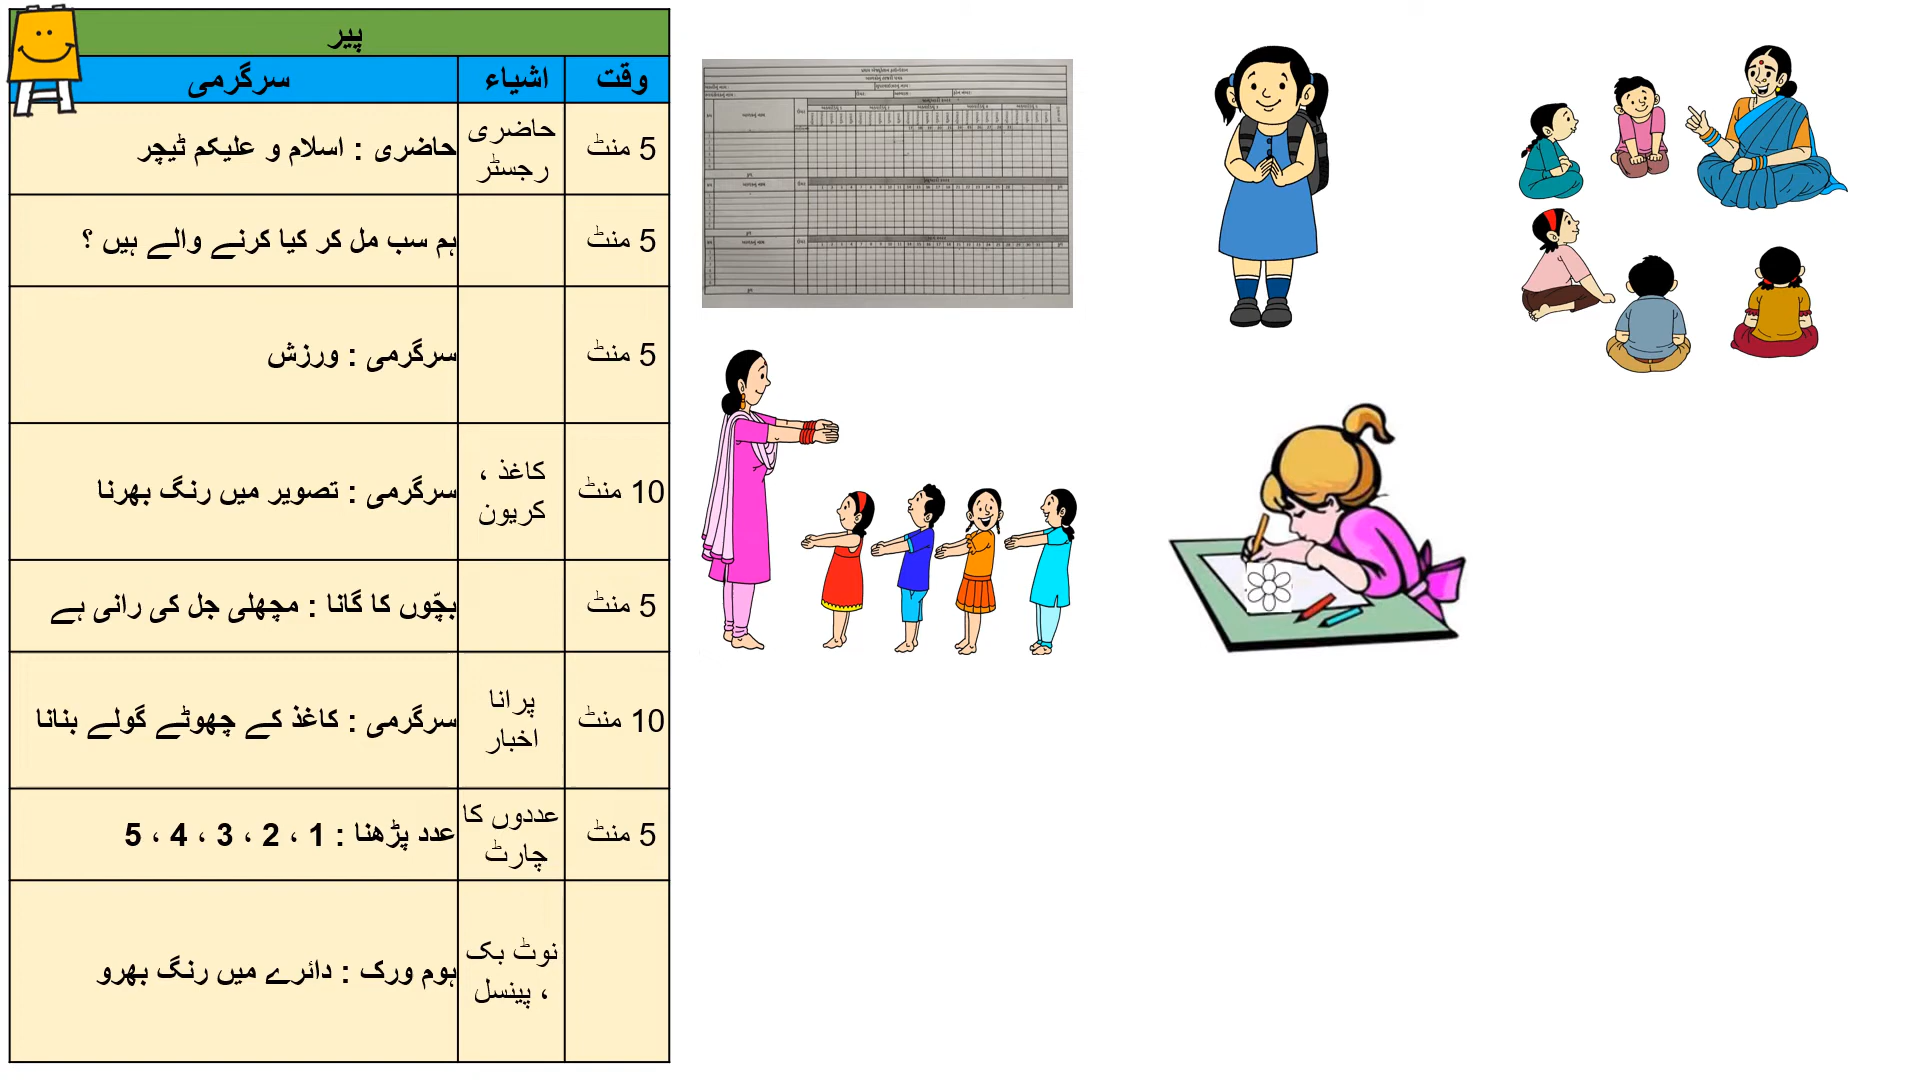 پیر
وقت اشیاء سرگرمی
5 منٹ حاضری رجسٹر حاضری : اسلام و علیکم ٹیچر
5 منٹ ہم سب مل کر کیا کرنے والے ہیں ؟
5 منٹ سرگرمی : ورزش
10 منٹ کاغذ ، کریون سرگرمی : تصویر میں رنگ بھرنا
5 منٹ بچّوں کا گانا : مچھلی جل کی رانی ہے
10 منٹ پرانا اخبار سرگرمی : کاغذ کے چھوٹے گولے بنانا
5 منٹ عددوں کا چارٹ عدد پڑھنا : 1 ، 2 ، 3 ، 4 ، 5
نوٹ بک ، پینسل ہوم ورک : دائرے میں رنگ بھرو